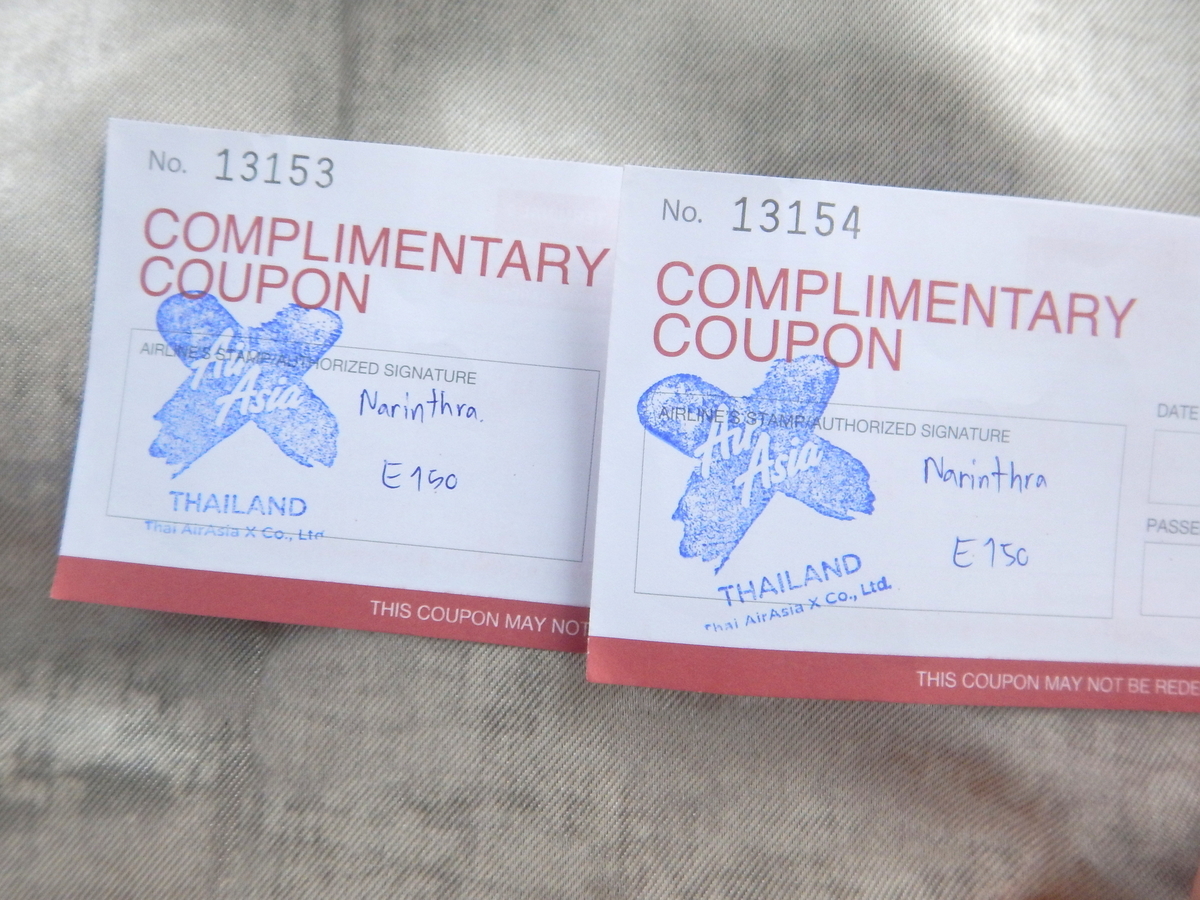 No. 13153
COMPLIMENTARY
COUPON
AIRLINE'S STAMP/AUTHORIZED SIGNATURE
Air
Asia
Narinthra.
E150
THAILAND
Thai AirAsia X Co., Ltd
THIS COUPON MAY NOT
No. 13154
COMPLIMENTARY
COUPON
AIRLINE'S STAMP/AUTHORIZED SIGNATURE
Air
Asia
Narinthra
E150
THAILAND
Thai AirAsia X Co., Ltd.
DATE
PASSE
THIS COUPON MAY NOT BE REDE